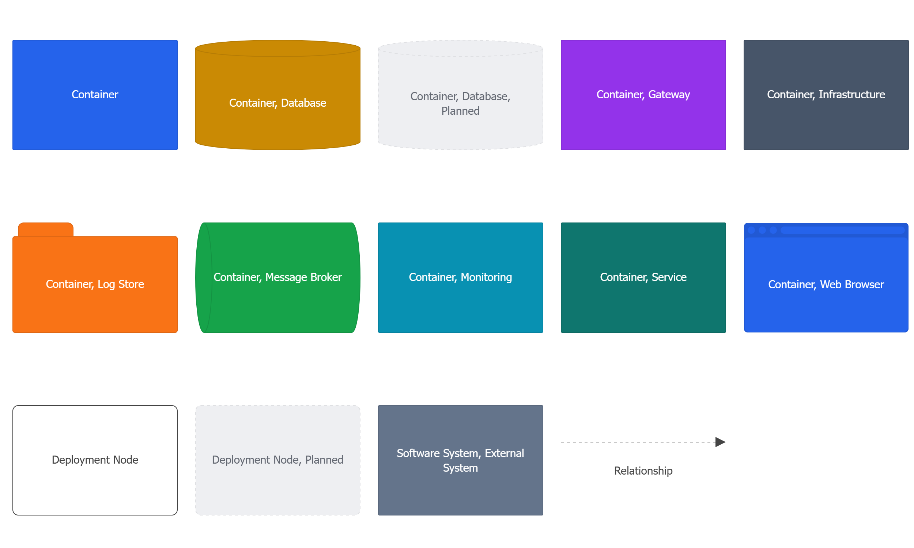 Container
Container, Database
Container, Database,
Planned
Container, Gateway
Container, Infrastructure
Container, Log Store
Container, Message Broker
Container, Monitoring
Container, Service
Container, Web Browser
Deployment Node
Deployment Node, Planned
Software System, External
System
Relationship